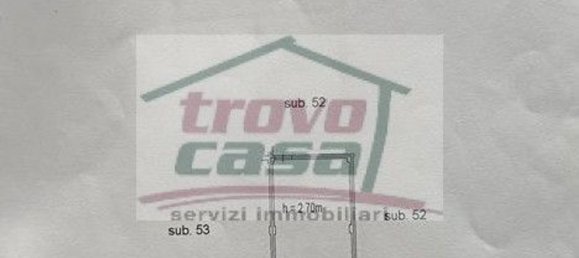 sub. 52
trovo
casa
h = 2.70m
servizi immobiliari
sub. 52
sub. 53